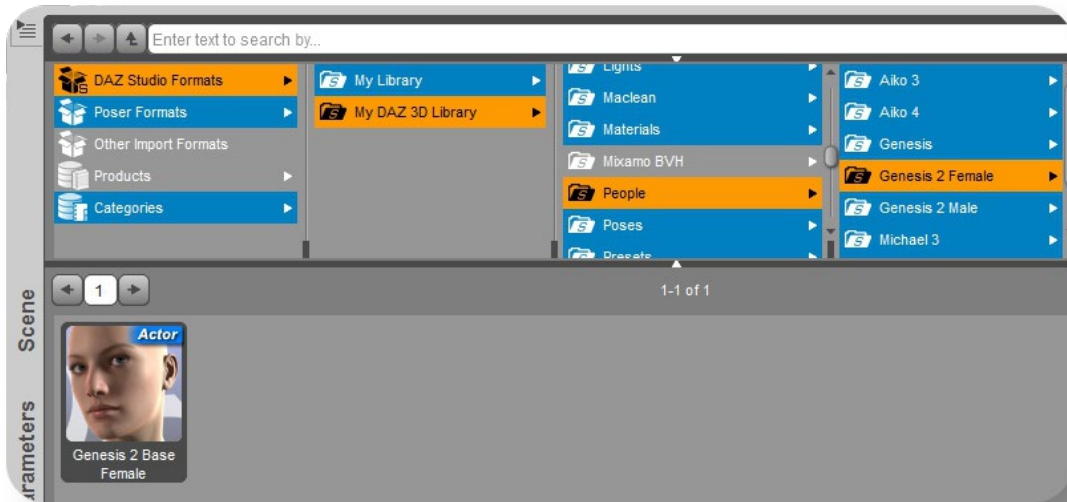 Enter text to search by...
DAZ Studio Formats
Poser Formats
Other Import Formats
Products
Categories
My Library
My DAZ 3D Library
Lights
Maclean
Materials
Mixamo BVH
People
Poses
Presets
Aiko 3
Aiko 4
Genesis
Genesis 2 Female
Genesis 2 Male
Michael 3
1
1-1 of 1
Scene
arameters
Actor
Genesis 2 Base
Female